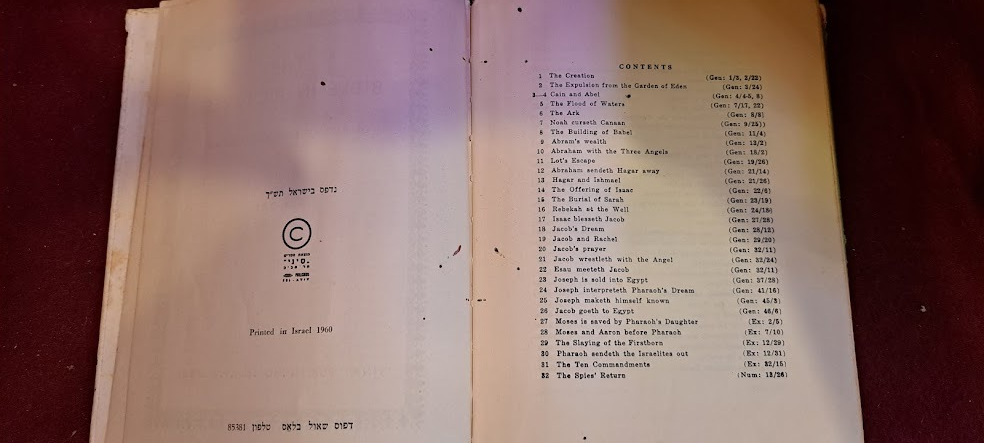 נדפס בישראל תש"ך
©
הוצאת ספרים
"סיני"
תל אביב
Printed in Israel 1960
דפוס שאול בלאס טלפון 85381
CONTENTS
1 The Creation (Gen: 1/3, 2/22)
2 The Expulsion from the Garden of Eden (Gen: 3/24)
3—4 Cain and Abel (Gen: 4/4-5, 8)
5 The Flood of Waters (Gen: 7/17, 22)
6 The Ark (Gen: 8/8)
7 Noah curseth Canaan (Gen: 9/25))
8 The Building of Babel (Gen: 11/4)
9 Abram's wealth (Gen: 13/2)
10 Abraham with the Three Angels (Gen: 18/2)
11 Lot's Escape (Gen: 19/26)
12 Abraham sendeth Hagar away (Gen: 21/14)
13 Hagar and Ishmael (Gen: 21/26)
14 The Offering of Isaac (Gen: 22/6)
15 The Burial of Sarah (Gen: 23/19)
16 Rebekah at the Well (Gen: 24/18)
17 Isaac blesseth Jacob (Gen: 27/28)
18 Jacob's Dream (Gen: 28/12)
19 Jacob and Rachel (Gen: 29/20)
20 Jacob's prayer (Gen: 32/11)
21 Jacob wrestleth with the Angel (Gen: 32/24)
22 Esau meeteth Jacob (Gen: 32/11)
23 Joseph is sold into Egypt (Gen: 37/28)
24 Joseph interpreteth Pharaoh's Dream (Gen: 41/16)
25 Joseph maketh himself known (Gen: 45/3)
26 Jacob goeth to Egypt (Gen: 46/6)
27 Moses is saved by Pharaoh's Daughter (Ex: 2/5)
28 Moses and Aaron before Pharaoh (Ex: 7/10)
29 The Slaying of the Firstborn (Ex: 12/29)
30 Pharaoh sendeth the Israelites out (Ex: 12/31)
31 The Ten Commandments (Ex: 32/15)
32 The Spies' Return (Num: 13/26)